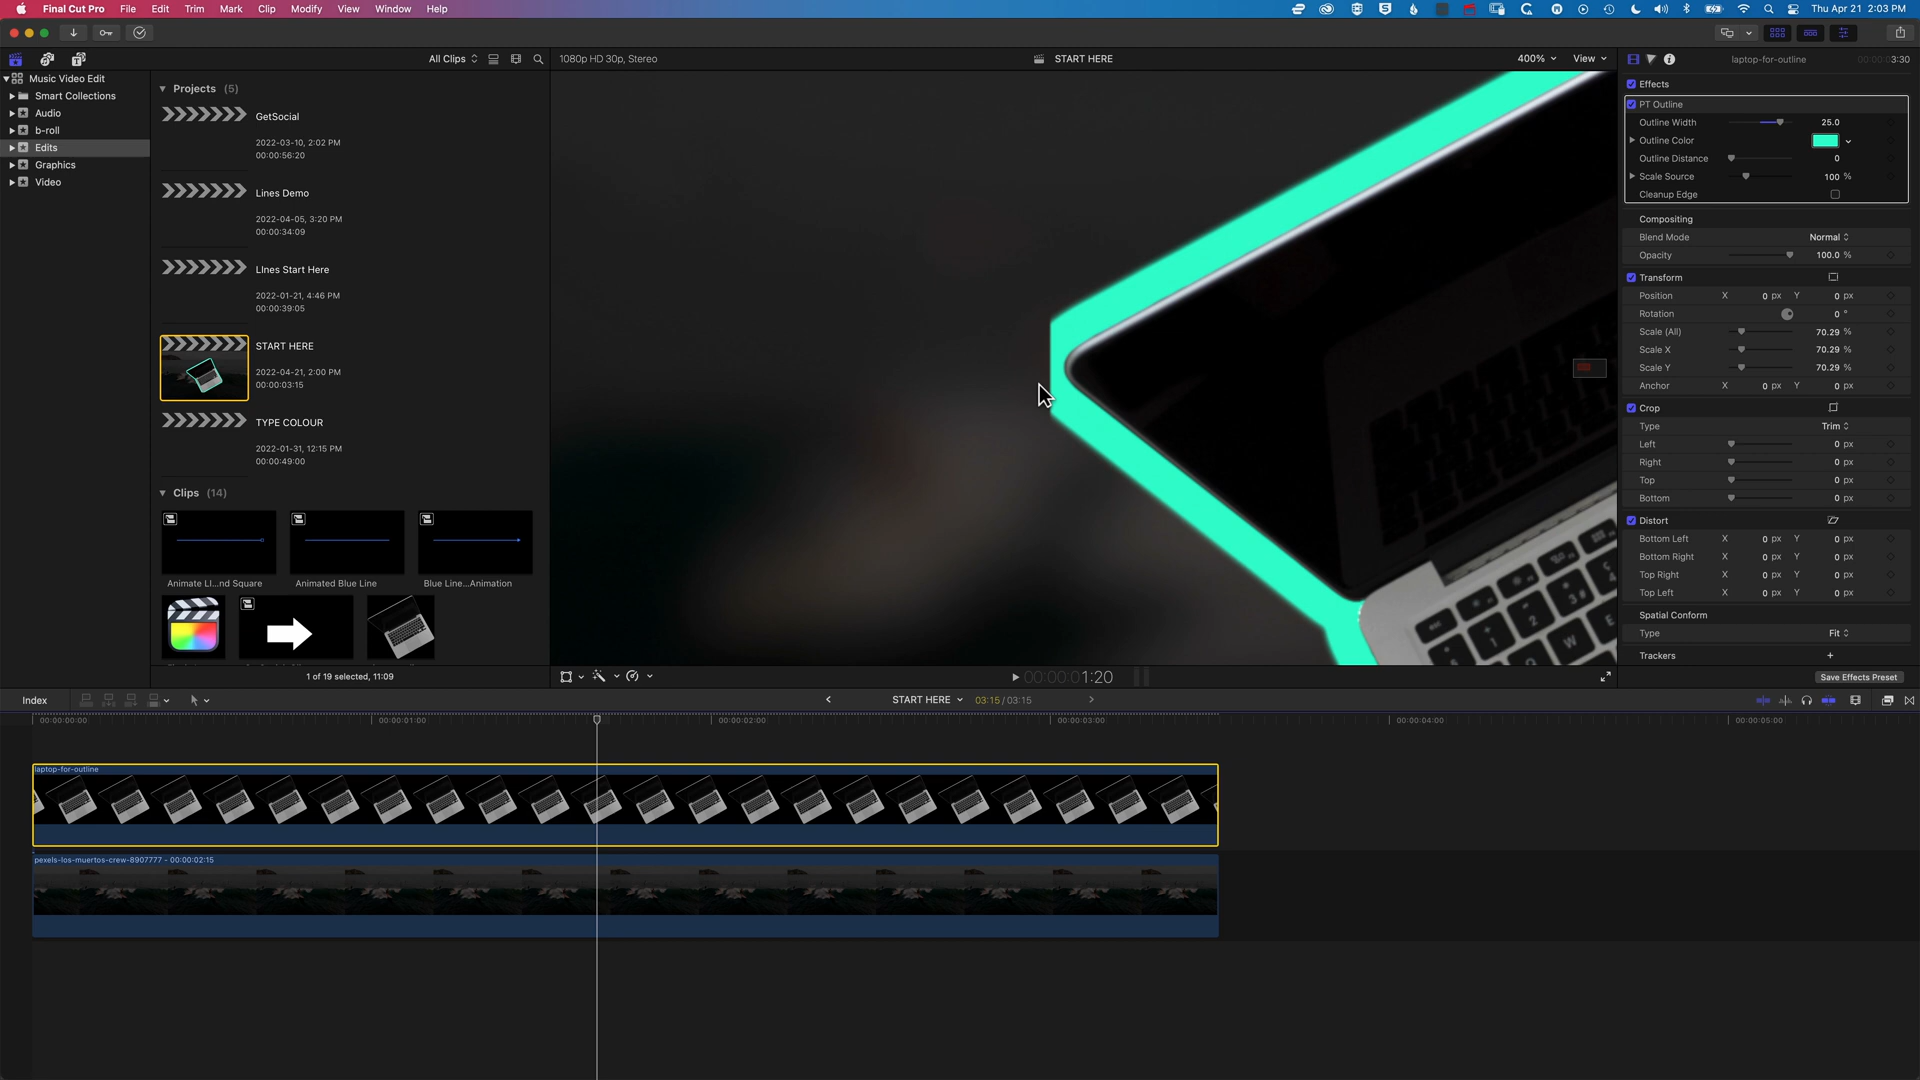 Final Cut Pro File Edit Trim Mark Clip Modify View Window Help Thu Apr 21 2:03 PM
All Clips 1080p HD 30p, Stereo START HERE 400% View laptop-for-outline 00:00:03:30
Music Video Edit
Smart Collections
Audio
b-roll
Edits
Graphics
Video
Projects (5)
GetSocial
2022-03-10, 2:02 PM
00:00:56:20
Lines Demo
2022-04-05, 3:20 PM
00:00:34:09
LInes Start Here
2022-01-21, 4:46 PM
00:00:39:05
START HERE
2022-04-21, 2:00 PM
00:00:03:15
TYPE COLOUR
2022-01-31, 12:15 PM
00:00:49:00
Clips (14)
Animate LI...nd Square Animated Blue Line Blue Line...Animation
1 of 19 selected, 11:09
Effects
PT Outline
Outline Width 25.0
Outline Color
Outline Distance 0
Scale Source 100 %
Cleanup Edge
Compositing
Blend Mode Normal
Opacity 100.0 %
Transform
Position X 0 px Y 0 px
Rotation 0 °
Scale (All) 70.29 %
Scale X 70.29 %
Scale Y 70.29 %
Anchor X 0 px Y 0 px
Crop
Type Trim
Left 0 px
Right 0 px
Top 0 px
Bottom 0 px
Distort
Bottom Left X 0 px Y 0 px
Bottom Right X 0 px Y 0 px
Top Right X 0 px Y 0 px
Top Left X 0 px Y 0 px
Spatial Conform
Type Fit
Trackers +
Save Effects Preset
esc
1 2 3 4
Q W E
00:00:01:20
Index START HERE 03:15 / 03:15
00:00:00:00 00:00:01:00 00:00:02:00 00:00:03:00 00:00:04:00 00:00:05:00
laptop-for-outline
pexels-los-muertos-crew-8907777 - 00:00:02:15